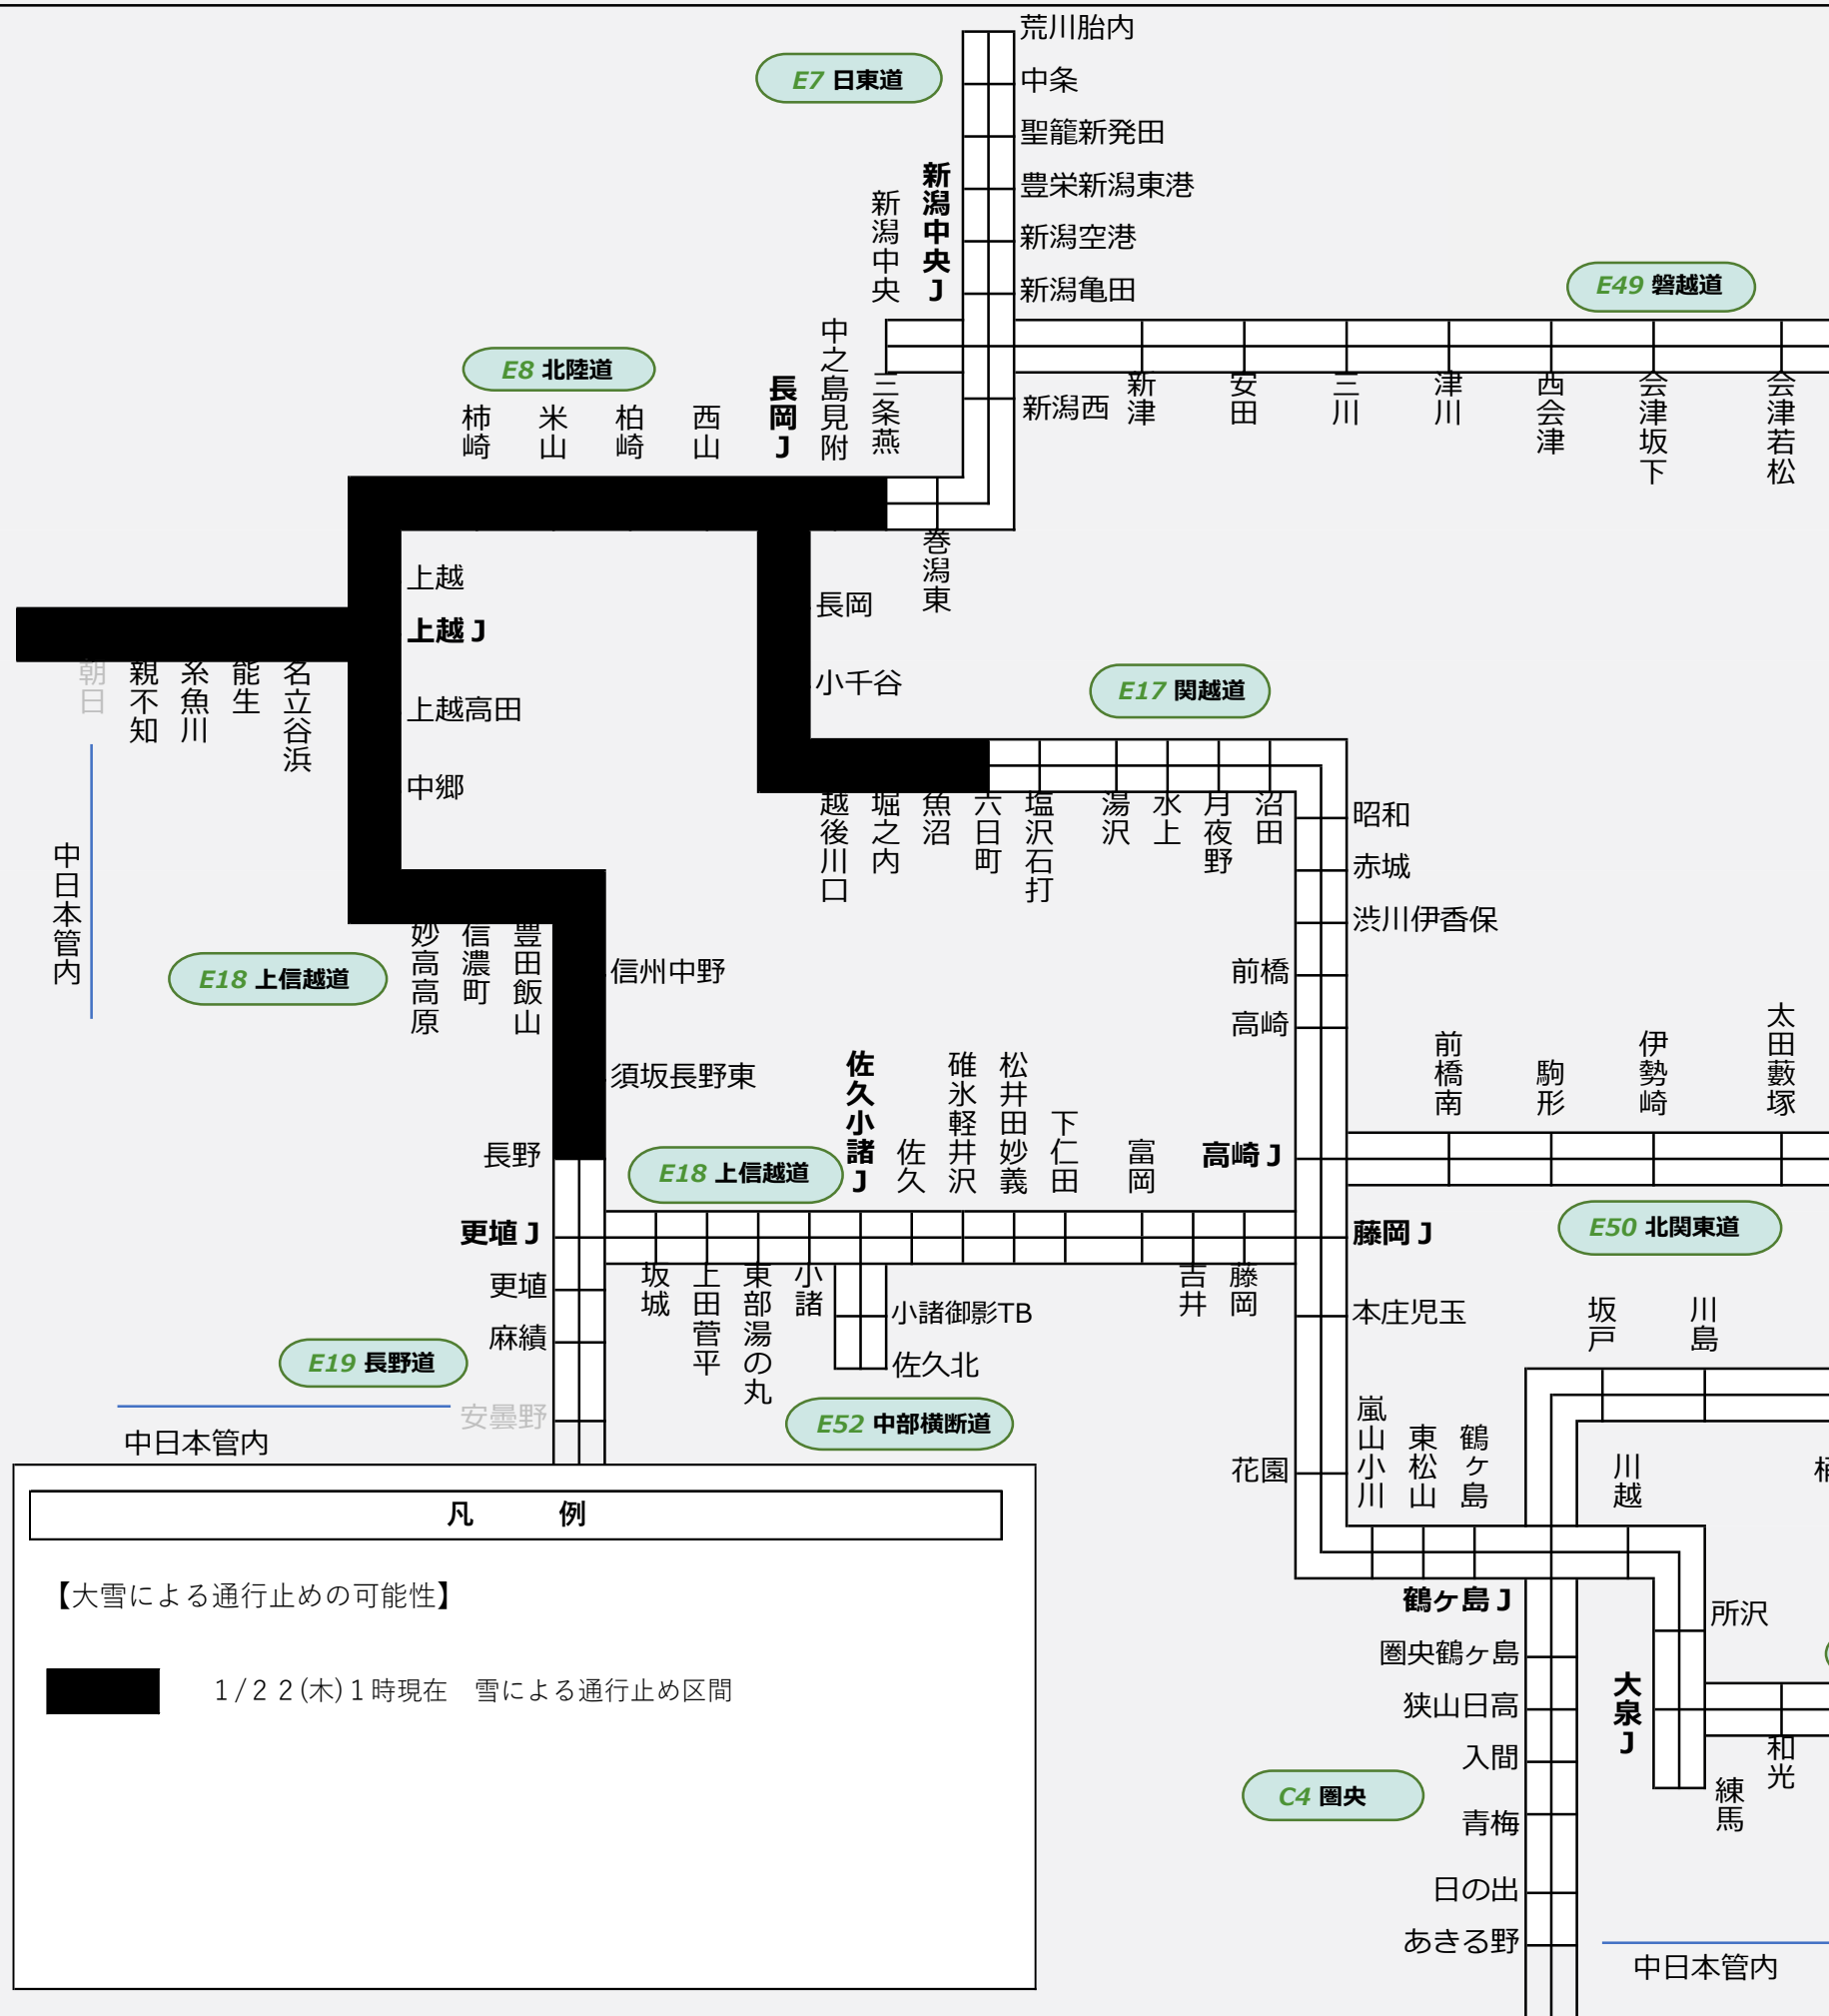 荒川胎内
E7 日東道
中条
聖籠新発田
新潟中央J
豊栄新潟東港
新潟中央
新潟空港
新潟亀田
E49 磐越道
中之島見附
E8 北陸道
長岡J
三条燕
新潟西
新津
安田
三川
津川
西会津
会津坂下
会津若松
柿崎
米山
柏崎
西山
巻潟東
上越
長岡
上越J
朝日
親不知
糸魚川
能生
名立谷浜
小千谷
E17 関越道
上越高田
中郷
越後川口
堀之内
魚沼
六日町
塩沢石打
湯沢
水上
月夜野
沼田
昭和
中日本管内
赤城
渋川伊香保
妙高高原
信濃町
豊田飯山
E18 上信越道
信州中野
前橋
高崎
太田藪塚
前橋南
駒形
伊勢崎
須坂長野東
佐久小諸J
佐久
碓氷軽井沢
松井田妙義
下仁田
富岡
高崎J
長野
E18 上信越道
更埴J
藤岡J
E50 北関東道
更埴
坂城
上田菅平
東部湯の丸
小諸
吉井
藤岡
小諸御影TB
本庄児玉
坂戸
川島
麻績
E19 長野道
佐久北
安曇野
E52 中部横断道
中日本管内
花園
嵐山小川
東松山
鶴ヶ島
川越
凡 例
【大雪による通行止めの可能性】
1/22(木)1時現在 雪による通行止め区間
鶴ヶ島J
所沢
圏央鶴ヶ島
狭山日高
大泉J
入間
和光
C4 圏央
練馬
青梅
日の出
あきる野
中日本管内